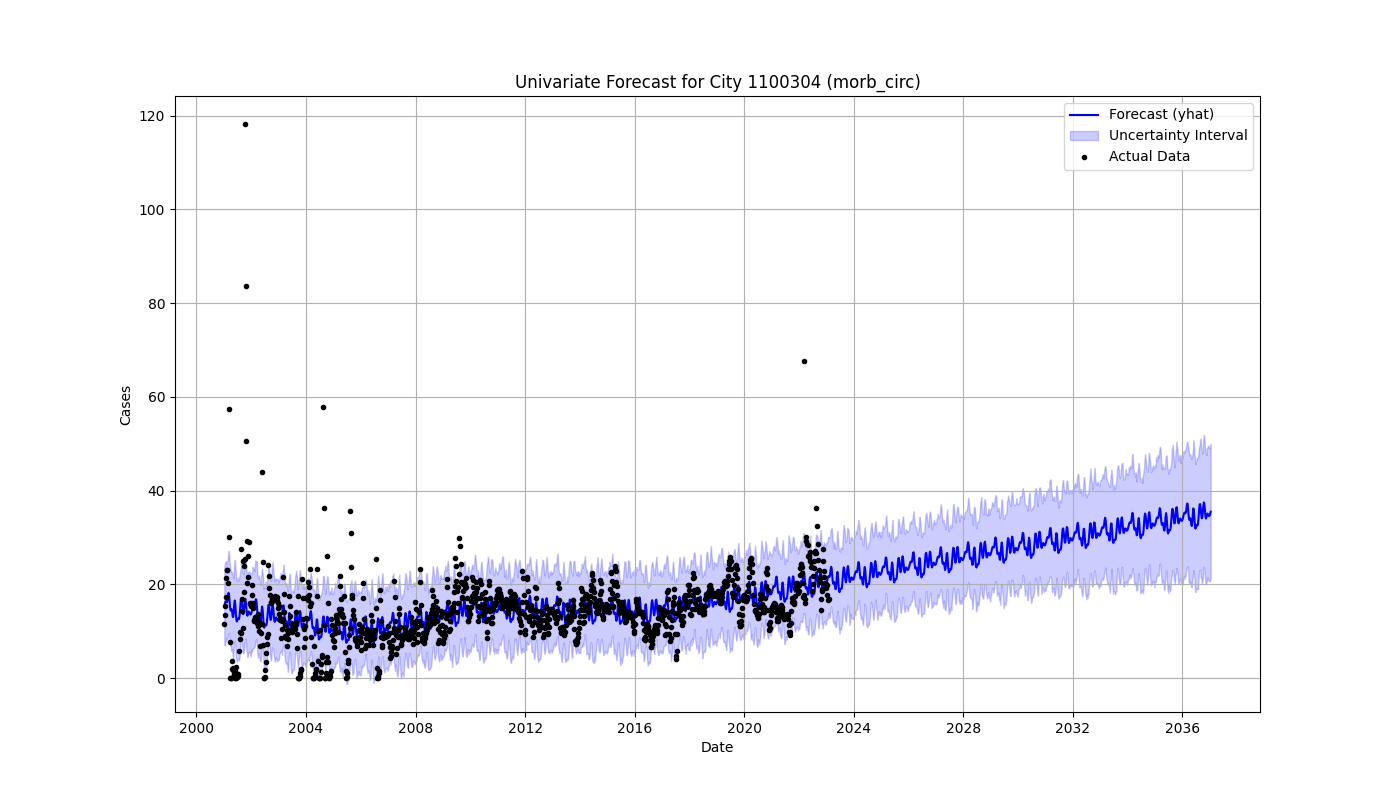 Univariate Forecast for City 1100304 (morb_circ)
Forecast (yhat)
Uncertainty Interval
Actual Data
Cases
120
100
80
60
40
20
0
2000 2004 2008 2012 2016 2020 2024 2028 2032 2036
Date